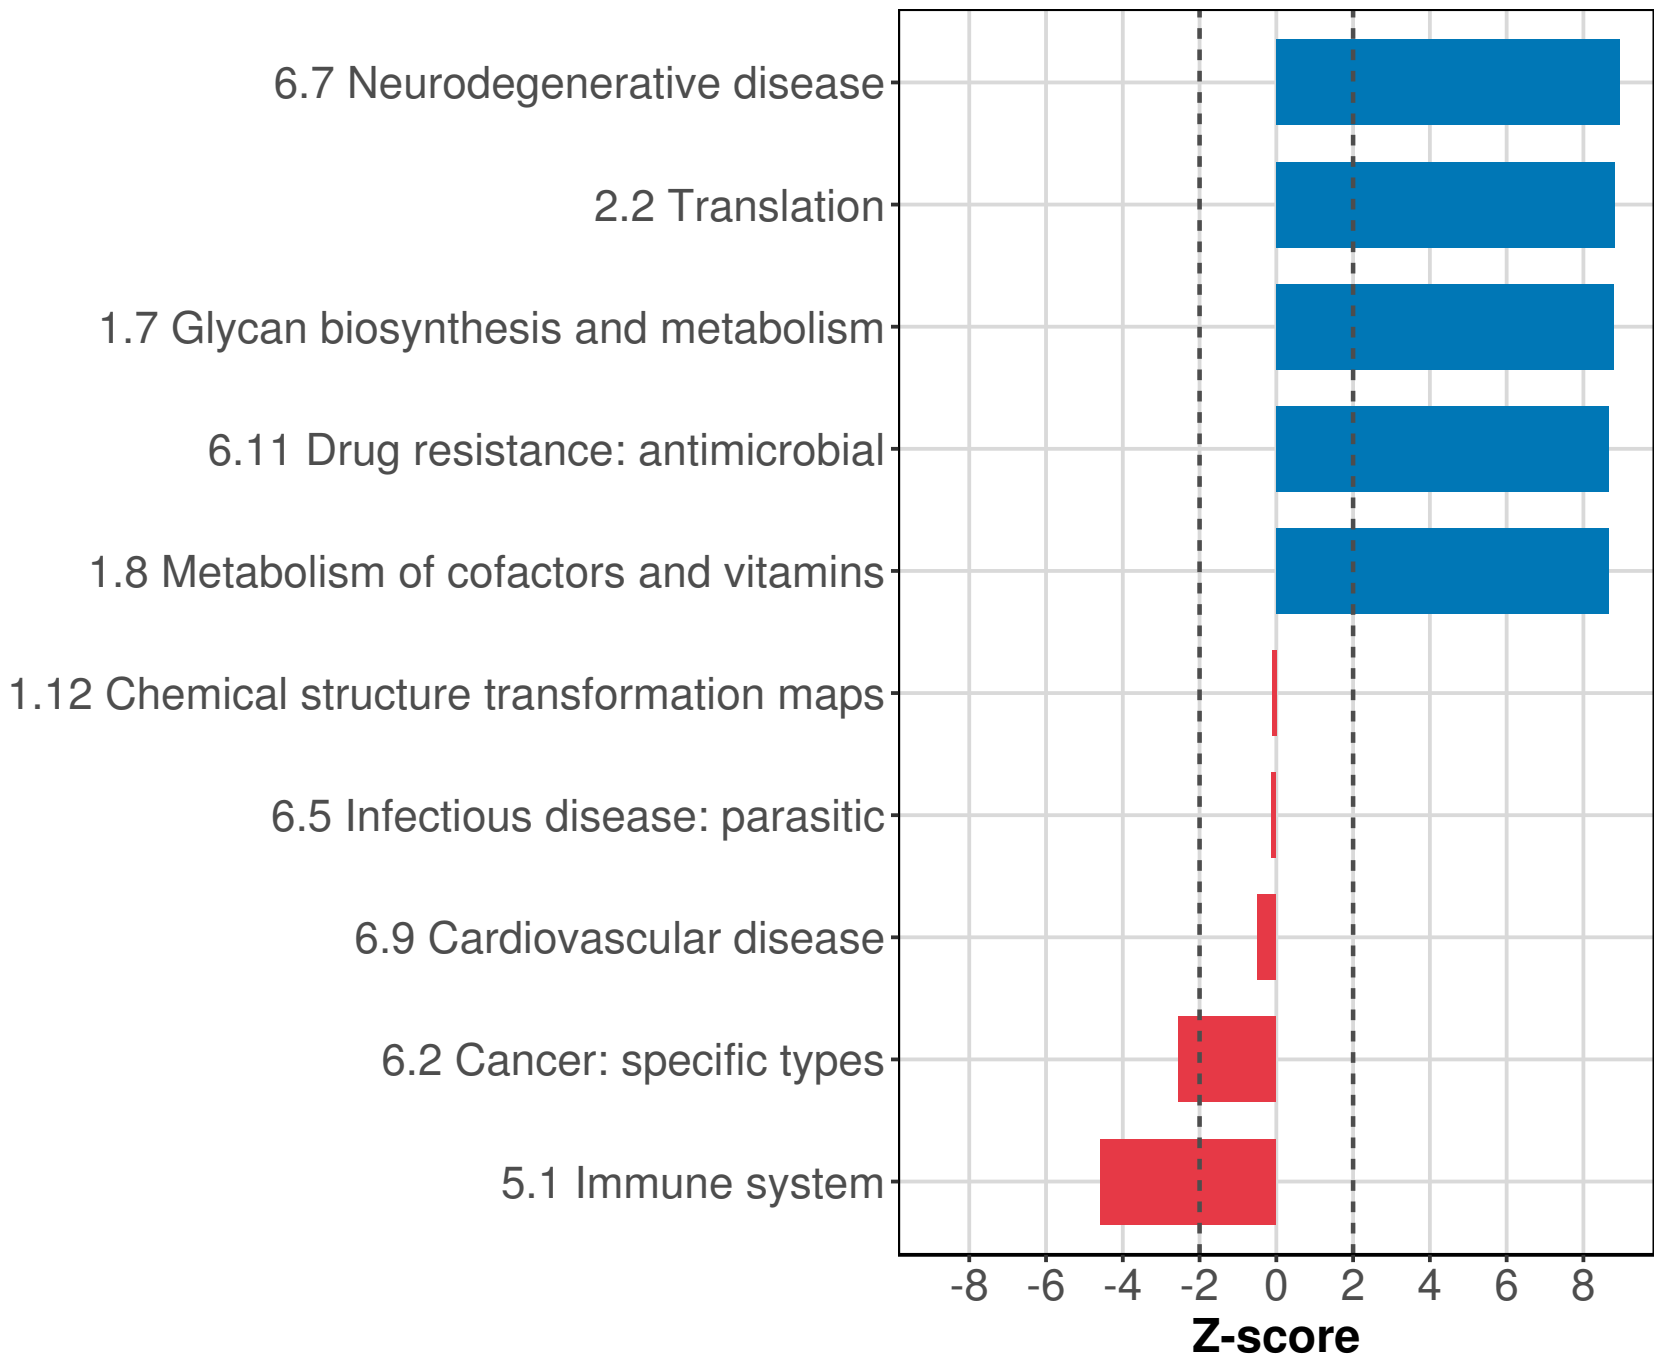 6.7 Neurodegenerative disease
2.2 Translation
1.7 Glycan biosynthesis and metabolism
6.11 Drug resistance: antimicrobial
1.8 Metabolism of cofactors and vitamins
1.12 Chemical structure transformation maps
6.5 Infectious disease: parasitic
6.9 Cardiovascular disease
6.2 Cancer: specific types
5.1 Immune system
-8 -6 -4 -2 0 2 4 6 8
Z-score